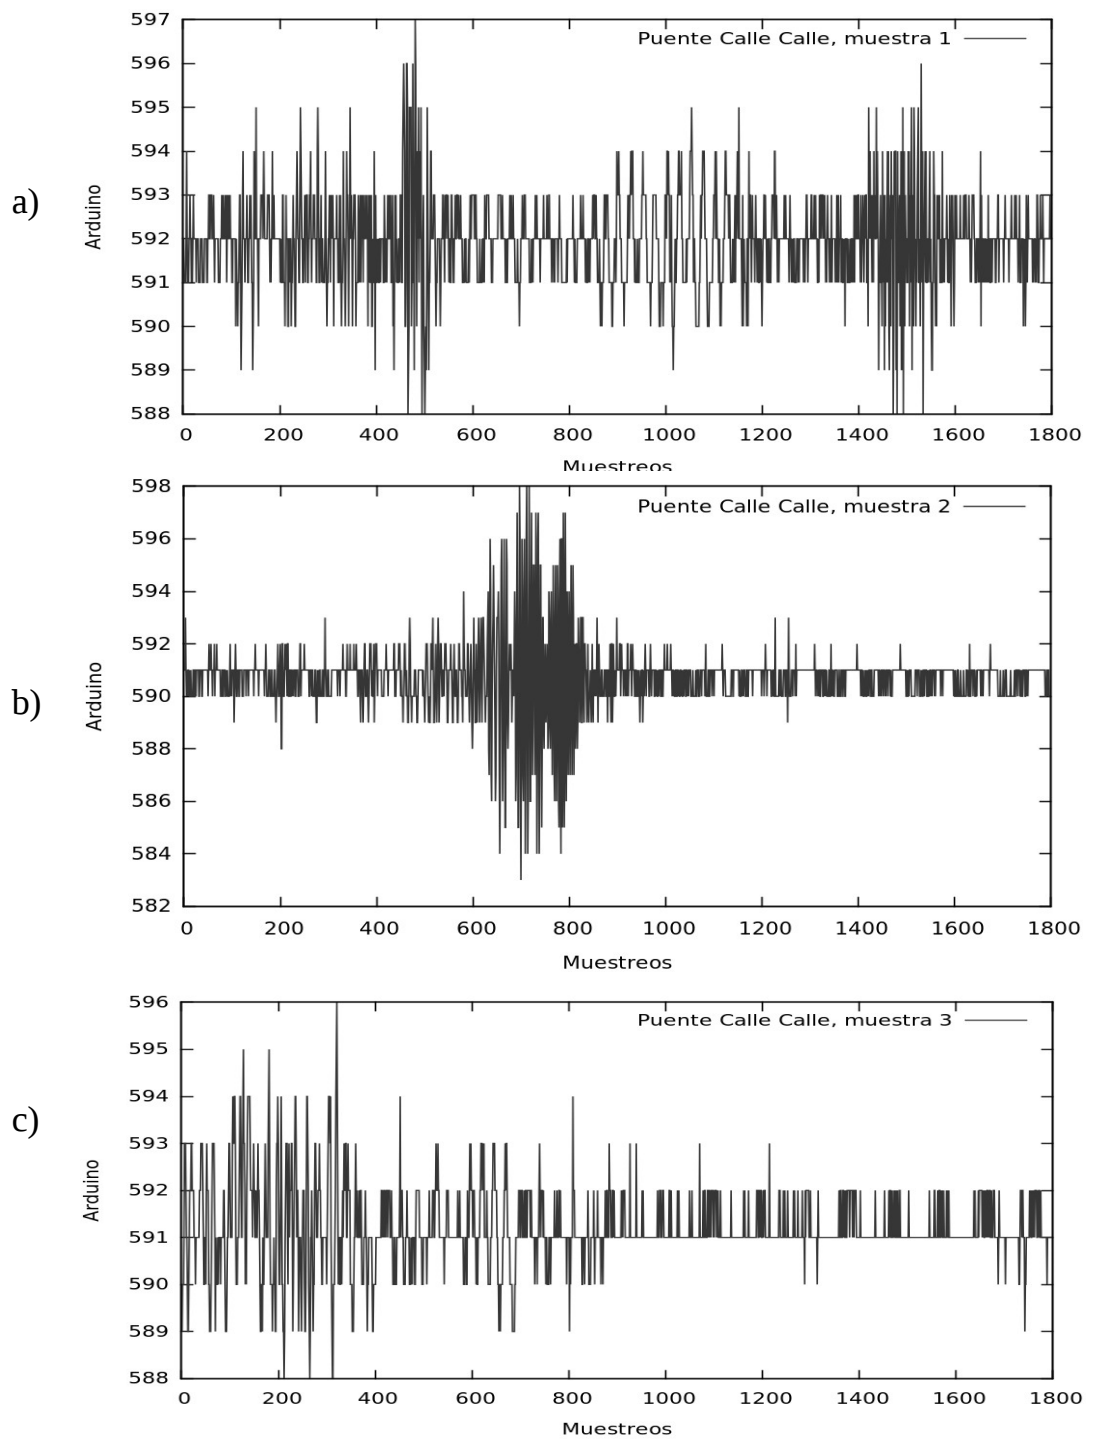 597
Puente Calle Calle, muestra 1
596
595
594
593
a)
Arduino
592
591
590
589
588
0 200 400 600 800 1000 1200 1400 1600 1800
Muestreos
598
Puente Calle Calle, muestra 2
596
594
592
b)
Arduino
590
588
586
584
582
0 200 400 600 800 1000 1200 1400 1600 1800
Muestreos
596
Puente Calle Calle, muestra 3
595
594
c)
593
Arduino
592
591
590
589
588
0 200 400 600 800 1000 1200 1400 1600 1800
Muestreos